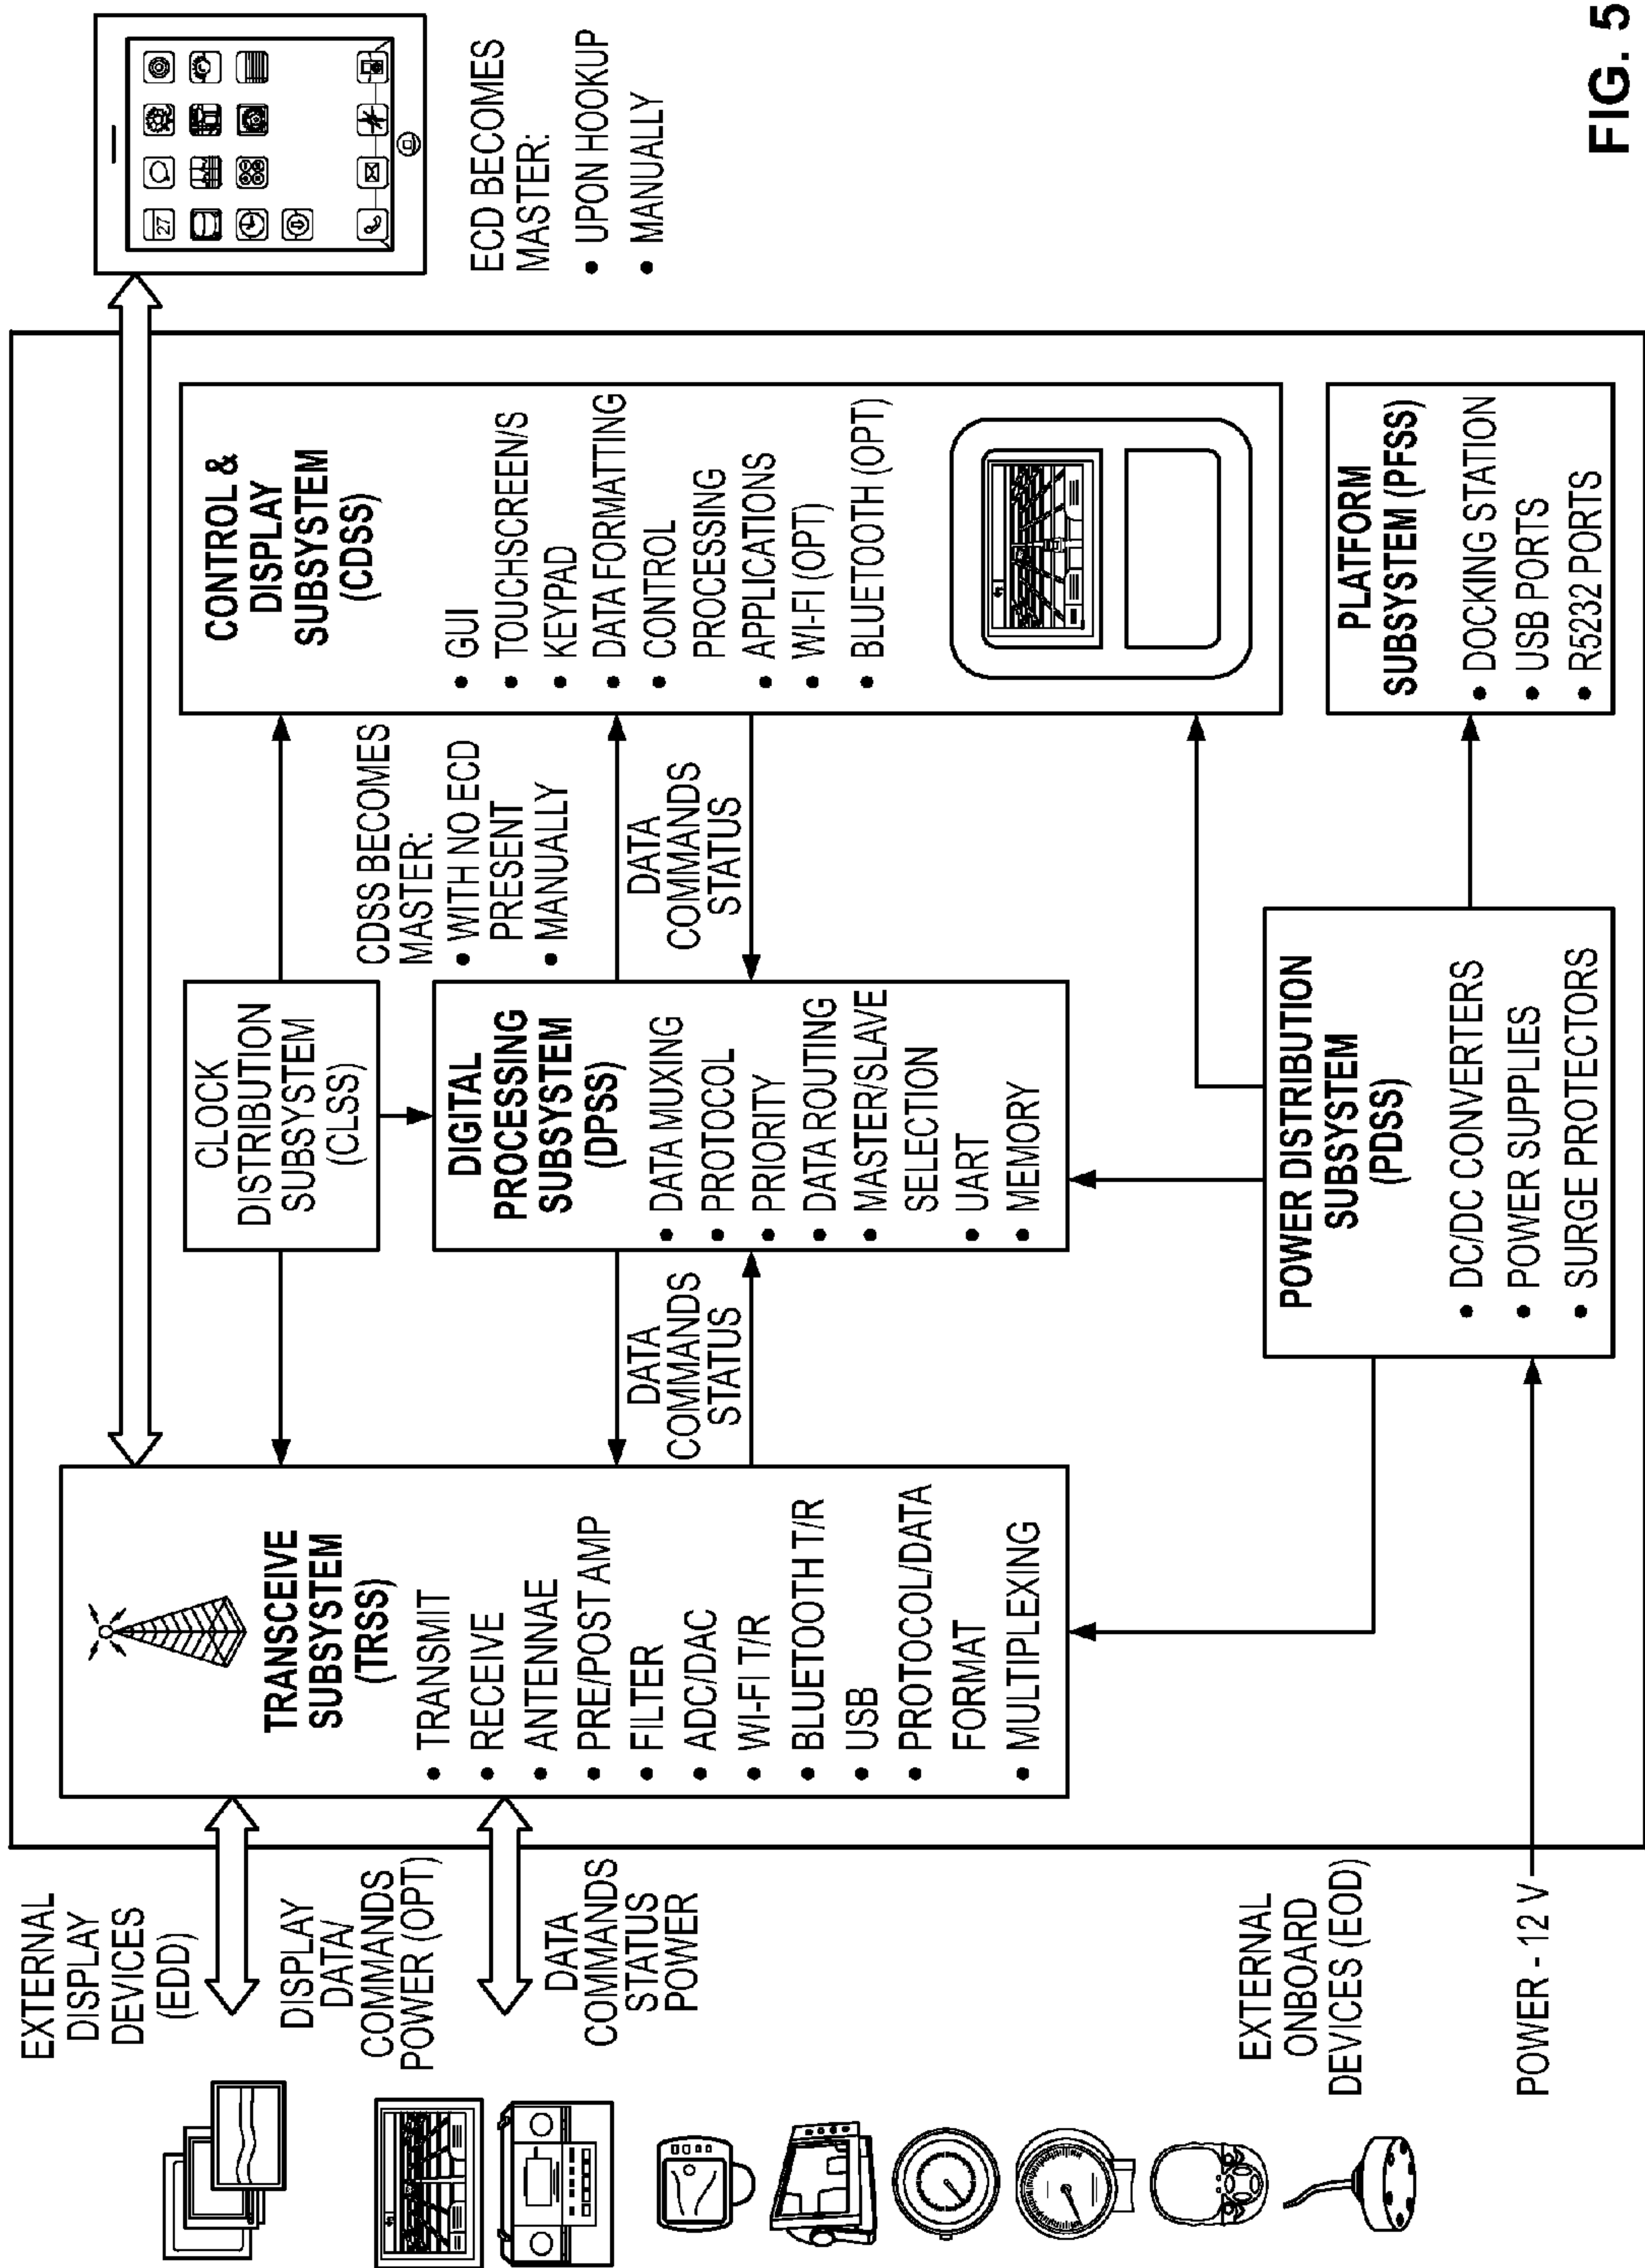 EXTERNAL
DISPLAY
DEVICES
(EDD)
DISPLAY
DATA/
COMMANDS
POWER (OPT)
DATA
COMMANDS
STATUS
POWER
EXTERNAL
ONBOARD
DEVICES (EOD)
POWER - 12 V
TRANSCEIVE
SUBSYSTEM
(TRSS)
• TRANSMIT
• RECEIVE
• ANTENNAE
• PRE/POST AMP
• FILTER
• ADC/DAC
• WI-FI T/R
• BLUETOOTH T/R
• USB
• PROTOCOL/DATA
FORMAT
• MULTIPLEXING
DATA
COMMANDS
STATUS
CLOCK
DISTRIBUTION
SUBSYSTEM
(CLSS)
DIGITAL
PROCESSING
SUBSYSTEM
(DPSS)
• DATA MUXING
• PROTOCOL
• PRIORITY
• DATA ROUTING
• MASTER/SLAVE
SELECTION
• UART
• MEMORY
POWER DISTRIBUTION
SUBSYSTEM
(PDSS)
• DC/DC CONVERTERS
• POWER SUPPLIES
• SURGE PROTECTORS
CDSS BECOMES
MASTER:
• WITH NO ECD
PRESENT
• MANUALLY
DATA
COMMANDS
STATUS
CONTROL &
DISPLAY
SUBSYSTEM
(CDSS)
• GUI
• TOUCHSCREEN/S
• KEYPAD
• DATA FORMATTING
• CONTROL
PROCESSING
• APPLICATIONS
• WI-FI (OPT)
• BLUETOOTH (OPT)
PLATFORM
SUBSYSTEM (PFSS)
• DOCKING STATION
• USB PORTS
• R5232 PORTS
27
ECD BECOMES
MASTER:
• UPON HOOKUP
• MANUALLY
FIG. 5